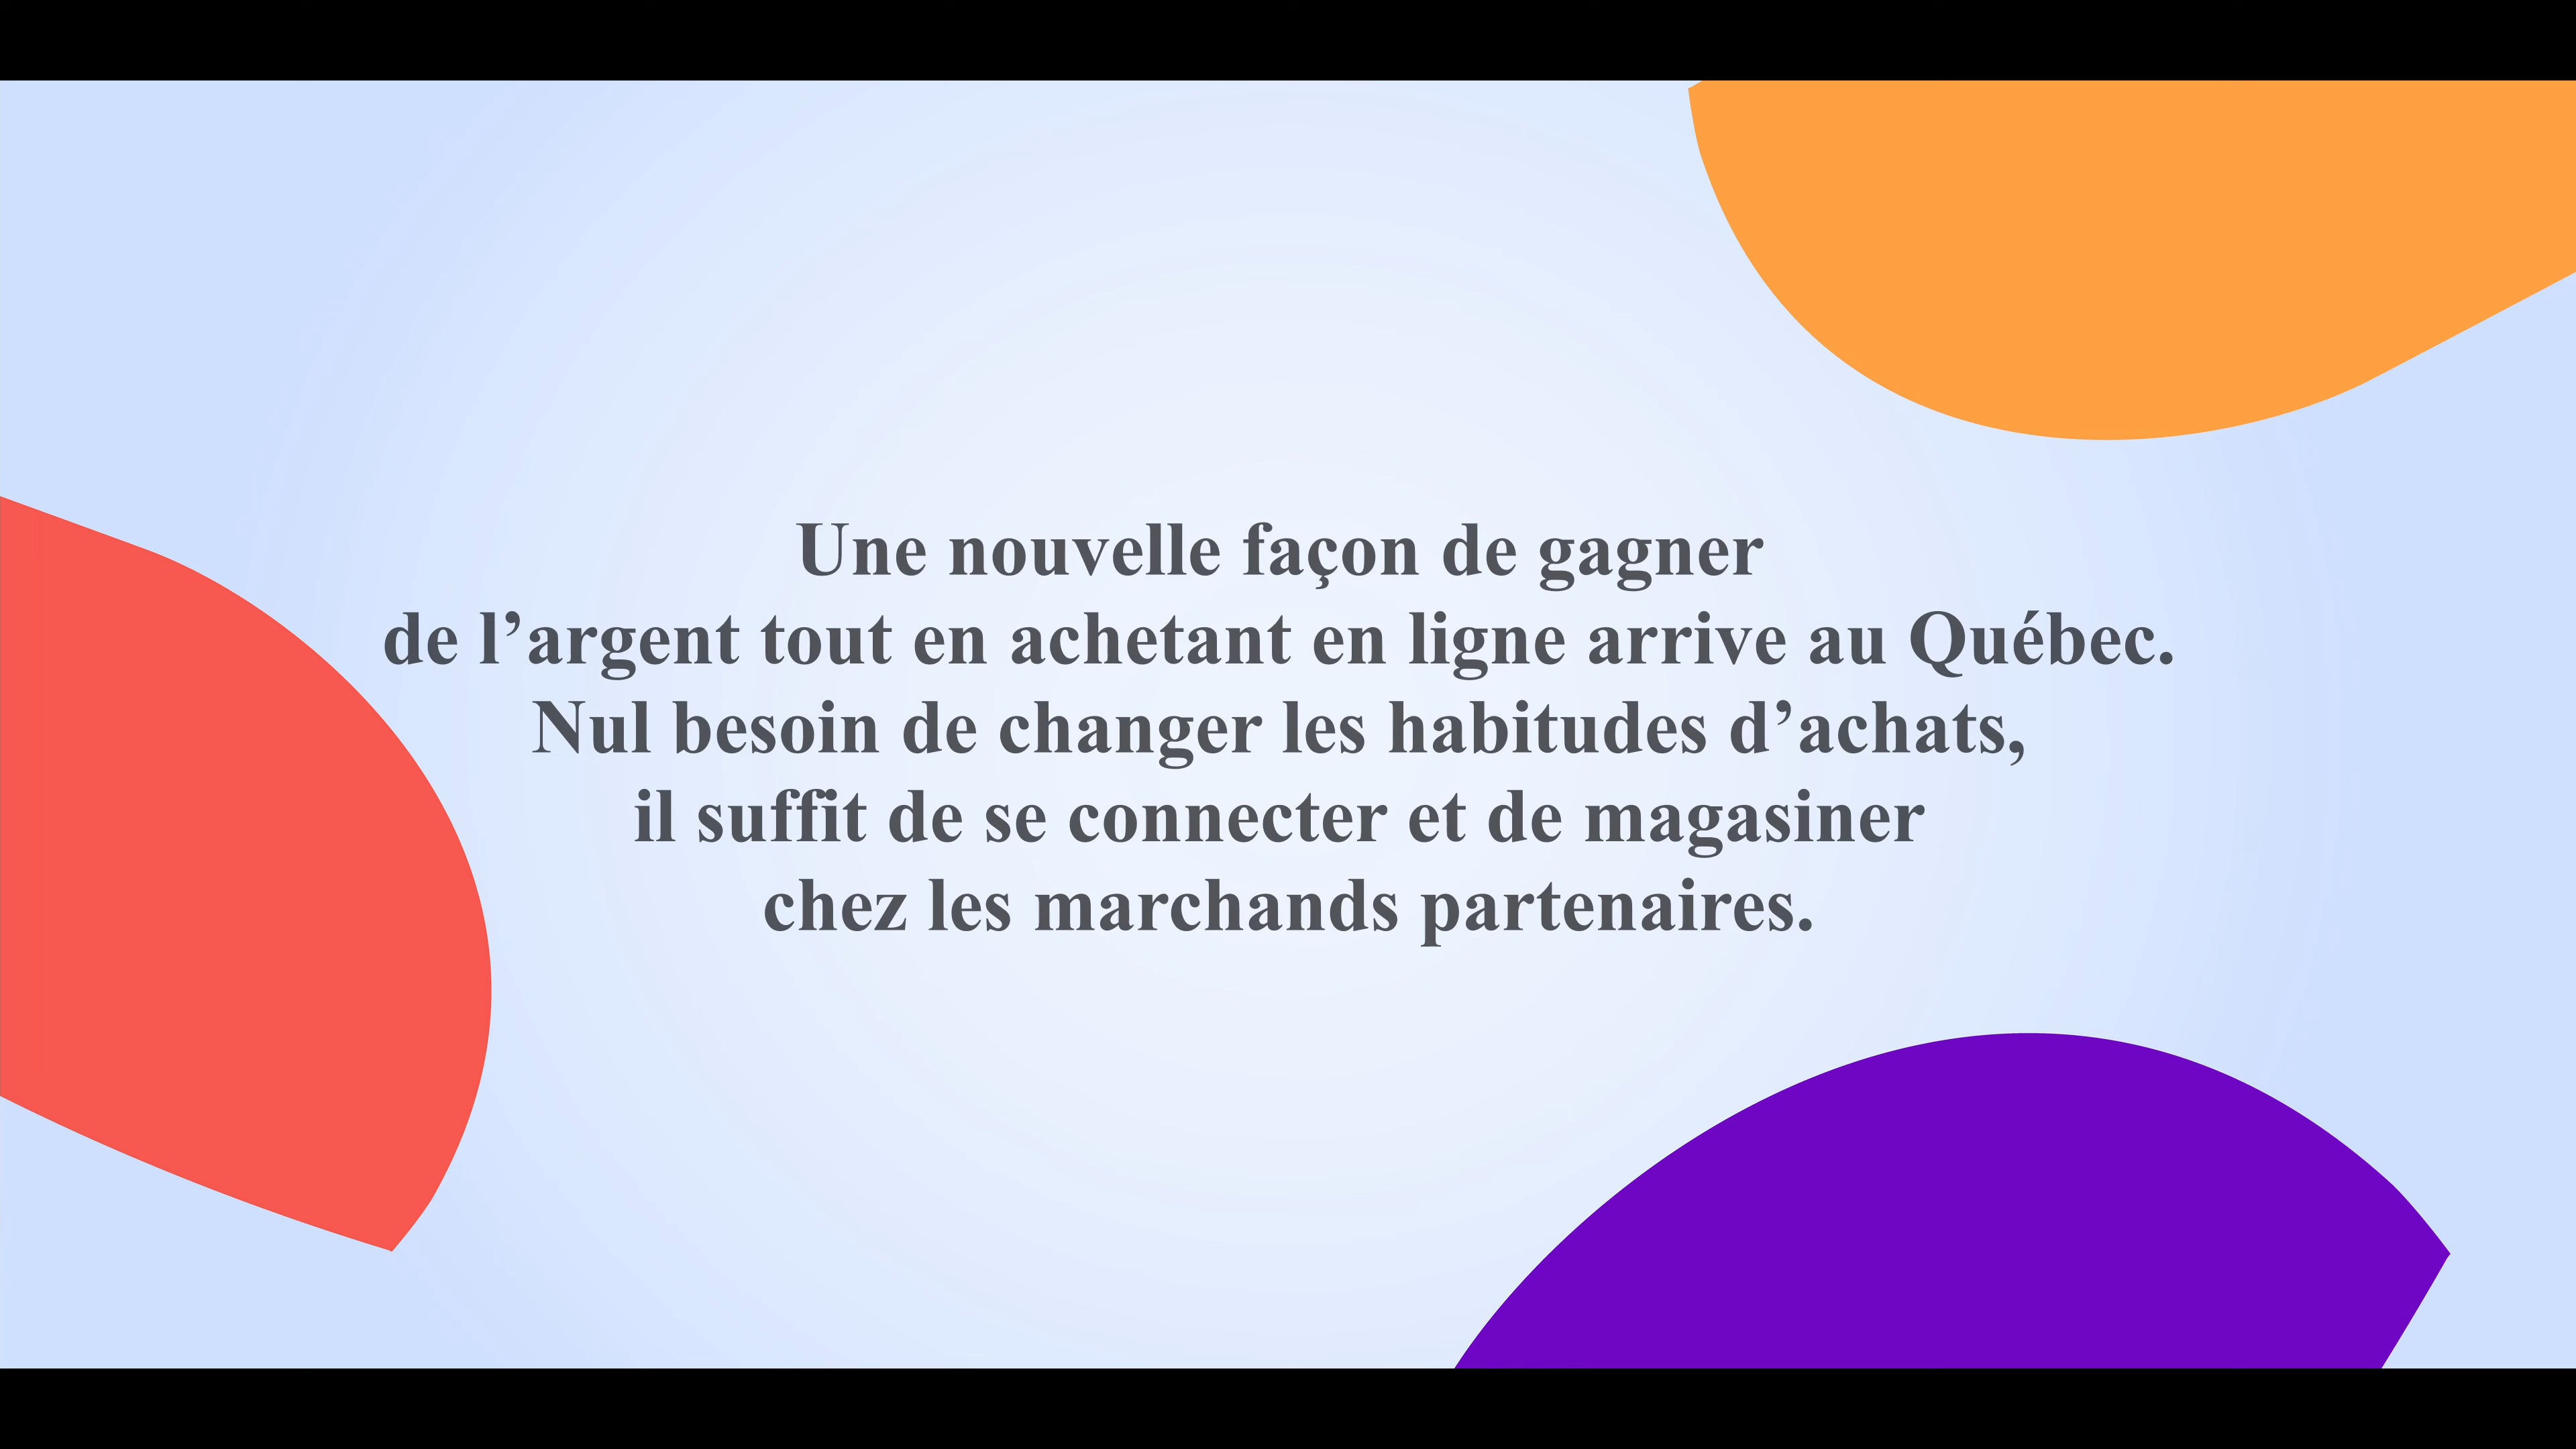 Une nouvelle façon de gagner
de l’argent tout en achetant en ligne arrive au Québec.
Nul besoin de changer les habitudes d’achats,
il suffit de se connecter et de magasiner
chez les marchands partenaires.